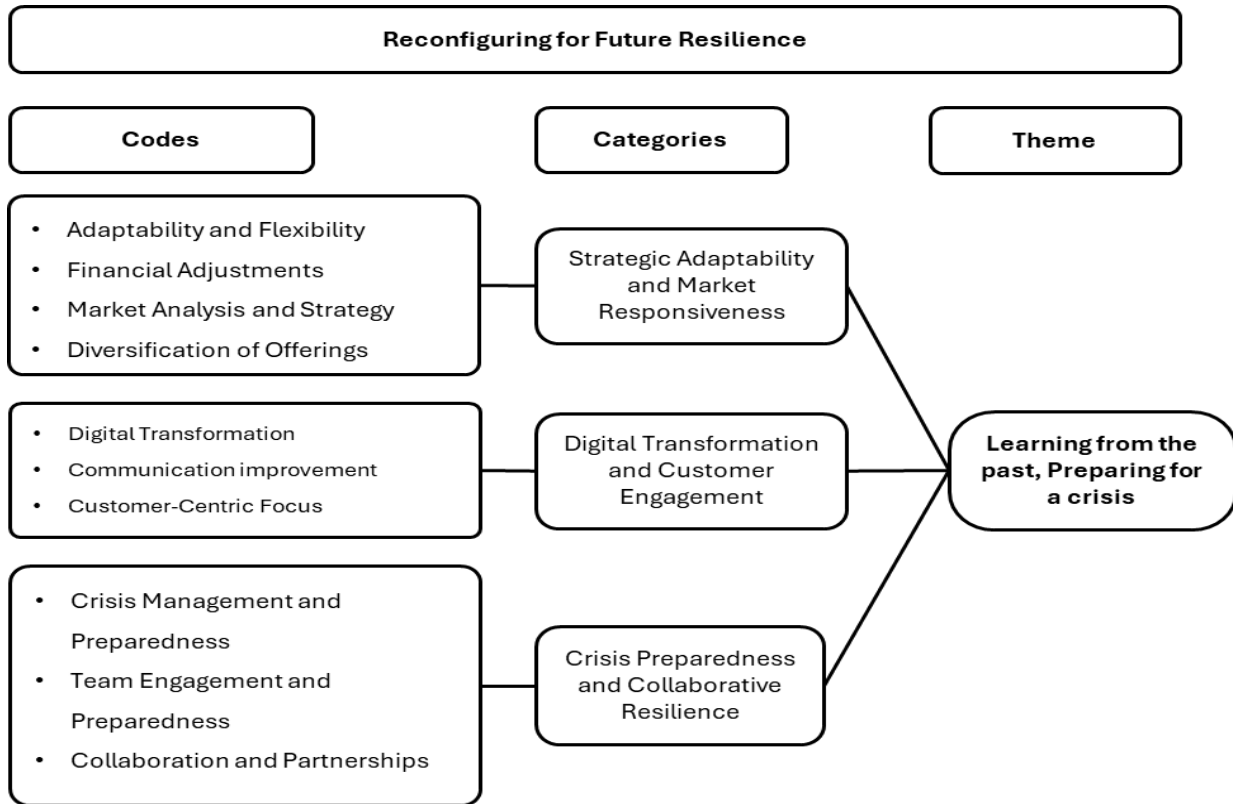 Reconfiguring for Future Resilience
Codes
Categories
Theme
• Adaptability and Flexibility
• Financial Adjustments
• Market Analysis and Strategy
• Diversification of Offerings
Strategic Adaptability
and Market
Responsiveness
• Digital Transformation
• Communication improvement
• Customer-Centric Focus
Digital Transformation
and Customer
Engagement
Learning from the
past, Preparing for
a crisis
• Crisis Management and
Preparedness
• Team Engagement and
Preparedness
• Collaboration and Partnerships
Crisis Preparedness
and Collaborative
Resilience